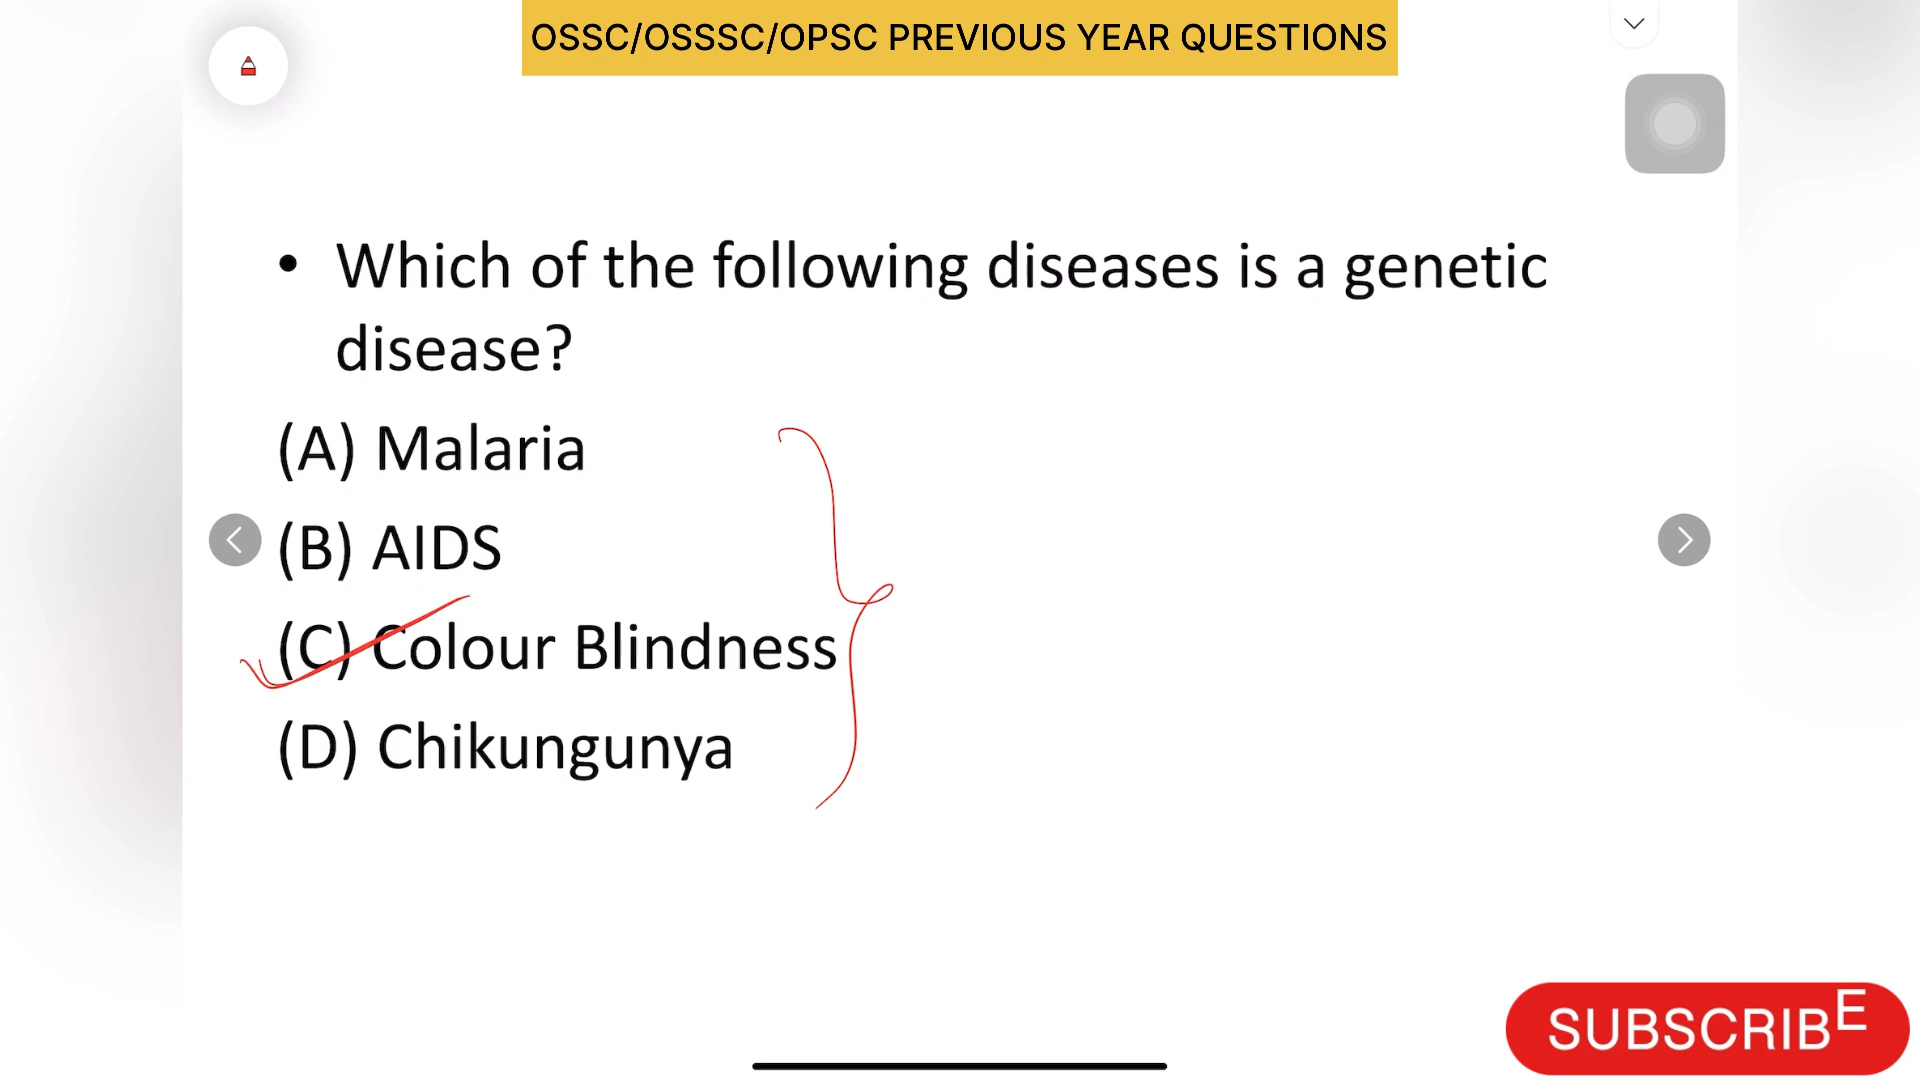 OSSC/OSSSC/OPSC PREVIOUS YEAR QUESTIONS
• Which of the following diseases is a genetic
disease?
(A) Malaria
(B) AIDS
(C) Colour Blindness
(D) Chikungunya
SUBSCRIBE